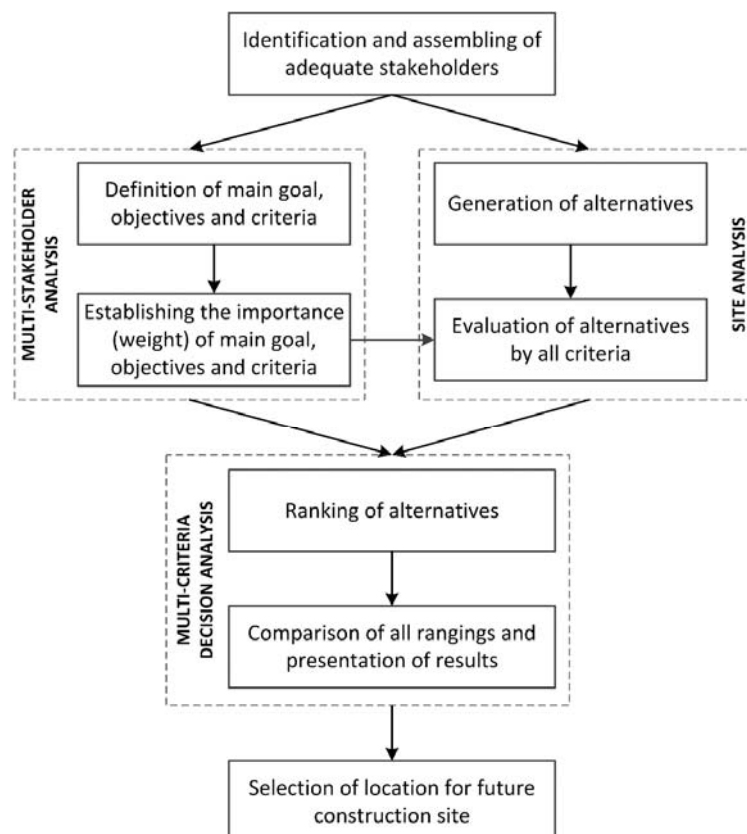 Identification and assembling of
adequate stakeholders
MULTI-STAKEHOLDER
ANALYSIS
Definition of main goal,
objectives and criteria
Establishing the importance
(weight) of main goal,
objectives and criteria
Generation of alternatives
Evaluation of alternatives
by all criteria
SITE ANALYSIS
MULTI-CRITERIA
DECISION ANALYSIS
Ranking of alternatives
Comparison of all rangings and
presentation of results
Selection of location for future
construction site